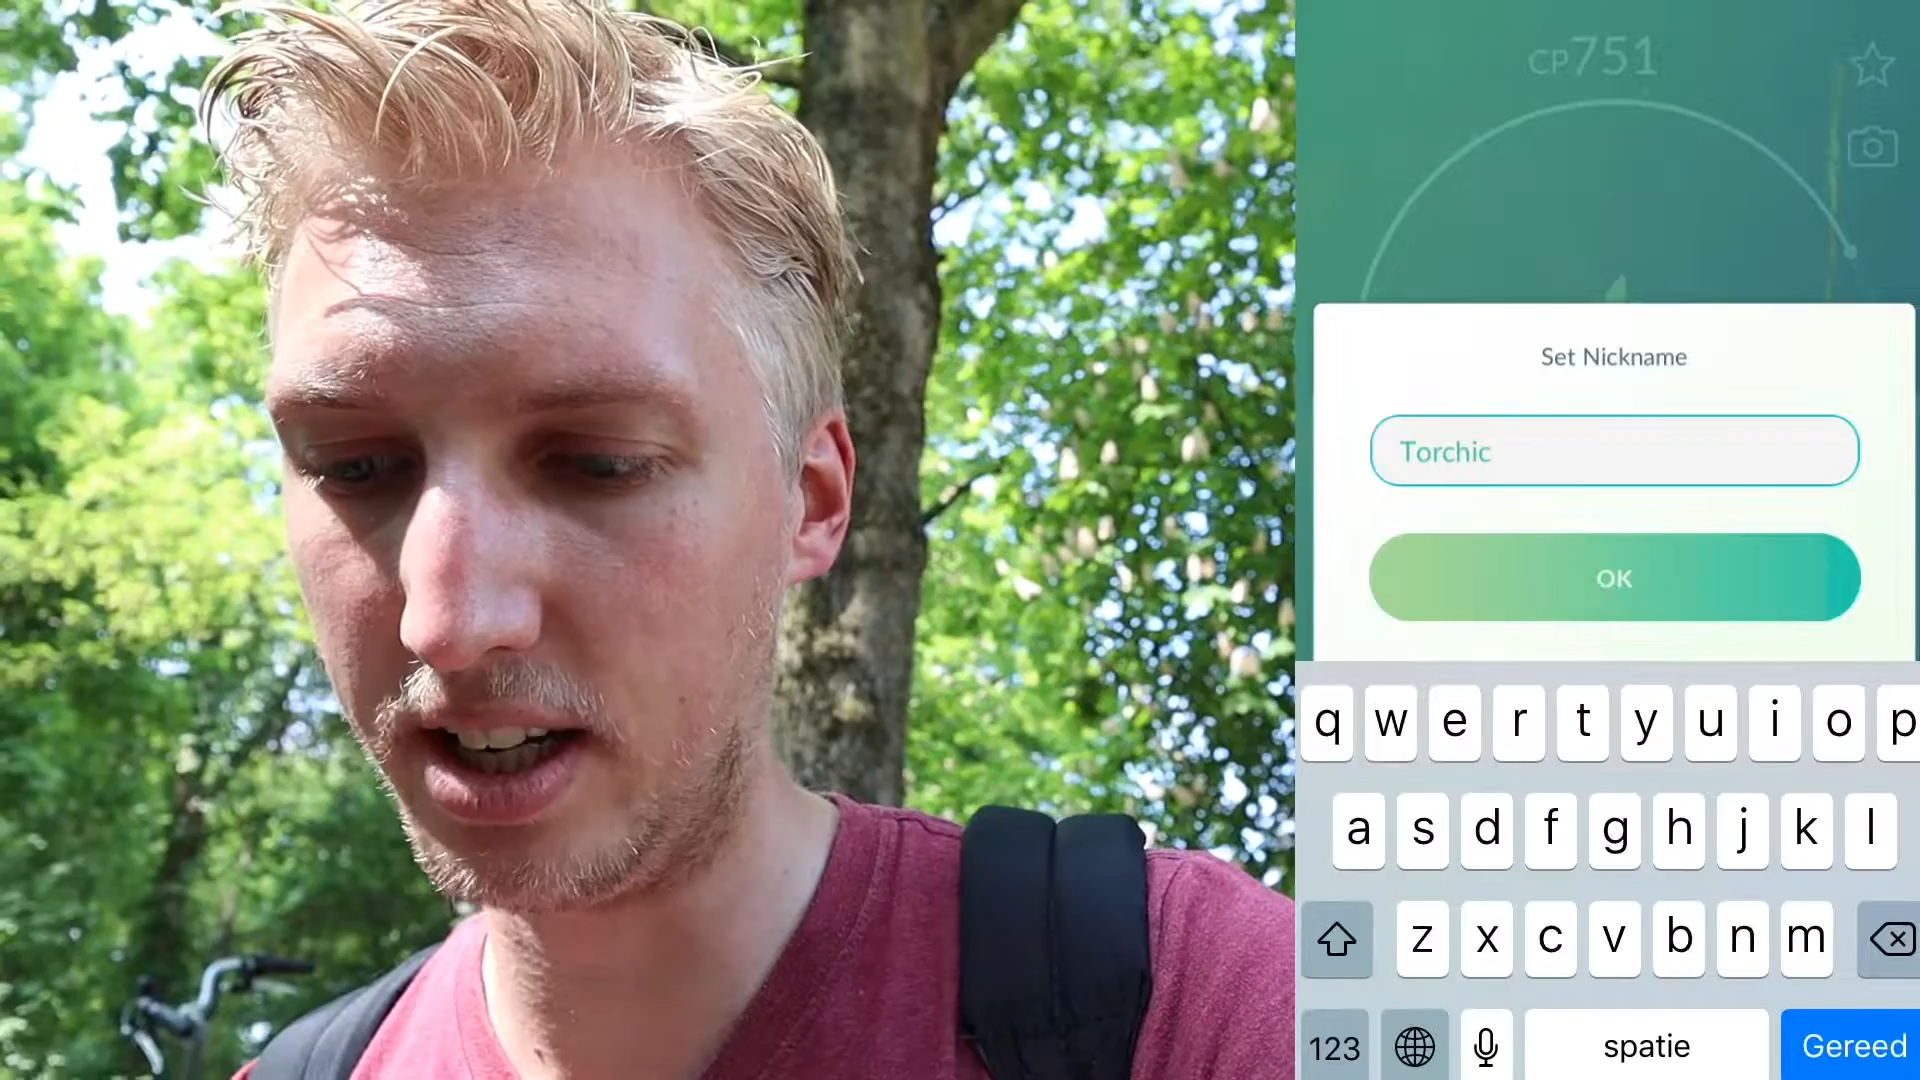 CP751
Set Nickname
Torchic
OK
q w e r t y u i o p
a s d f g h j k l
z x c v b n m
123 spatie Gereed